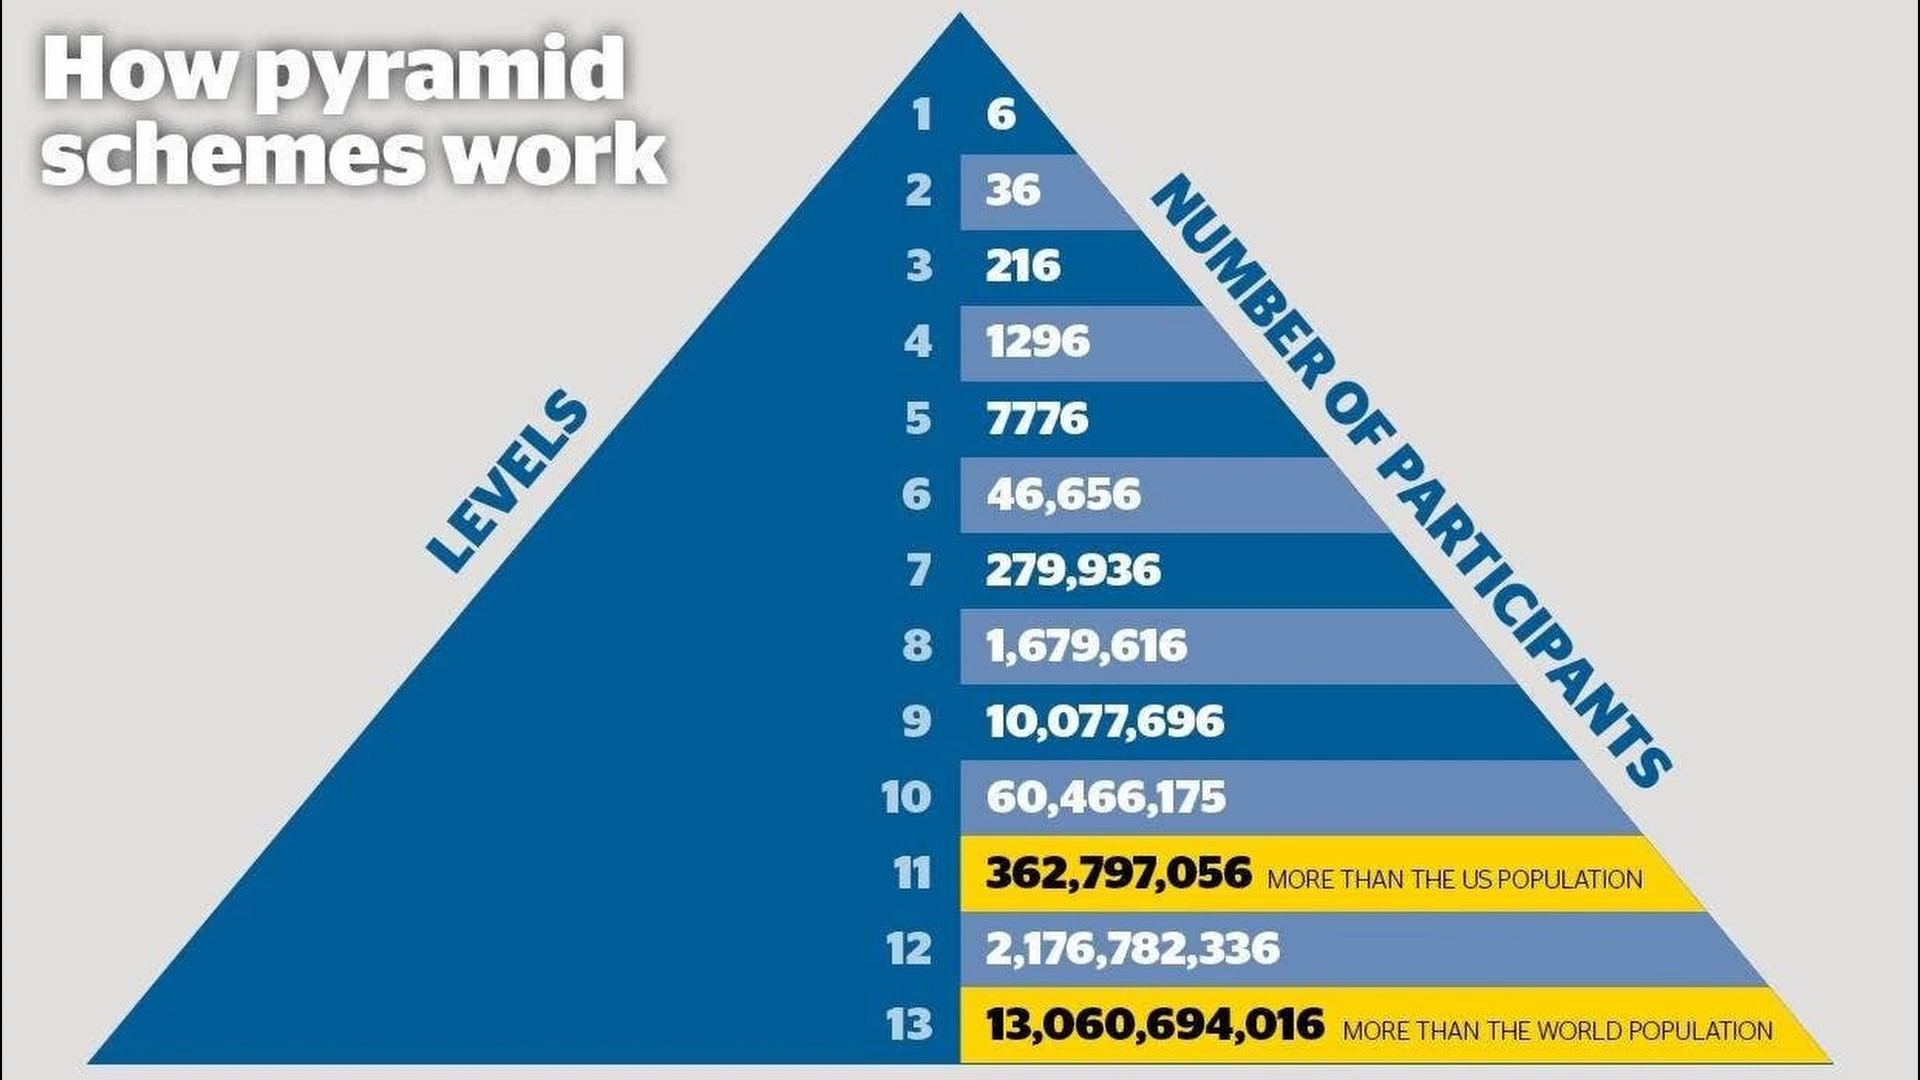 How pyramid
schemes work
LEVELS
NUMBER OF PARTICIPANTS
1 6
2 36
3 216
4 1296
5 7776
6 46,656
7 279,936
8 1,679,616
9 10,077,696
10 60,466,175
11 362,797,056 MORE THAN THE US POPULATION
12 2,176,782,336
13 13,060,694,016 MORE THAN THE WORLD POPULATION